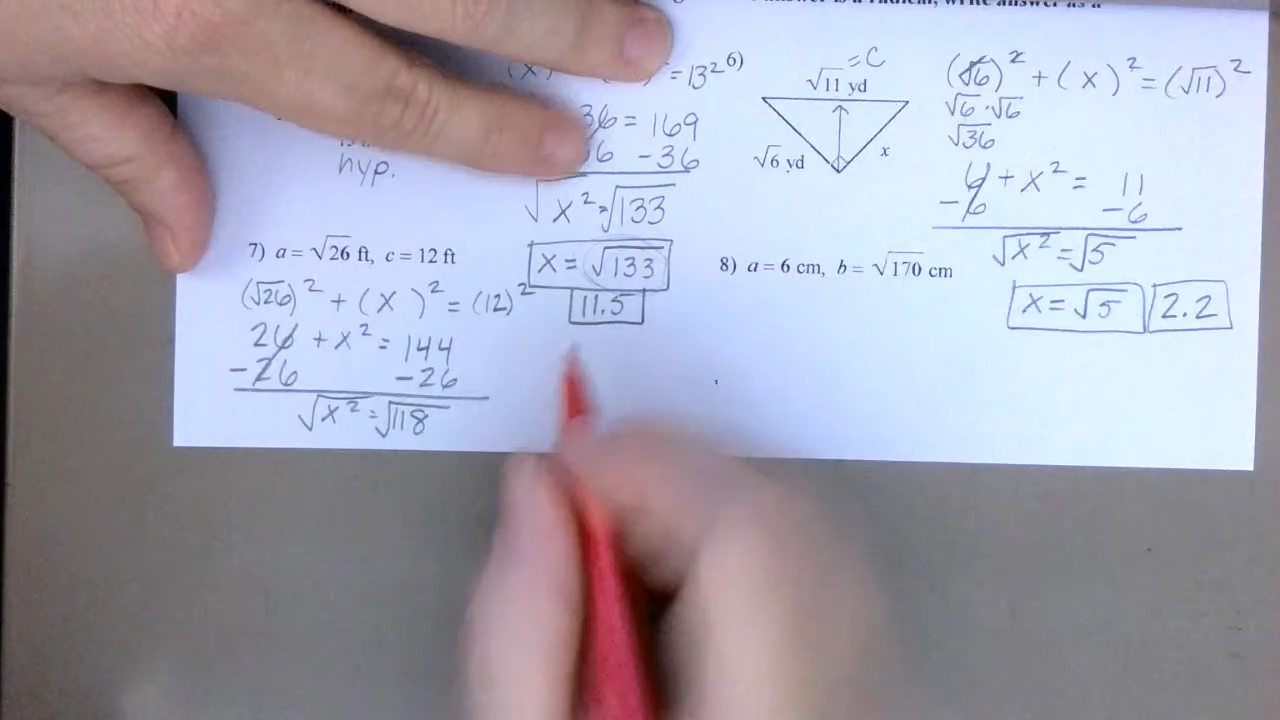 answer is a radical, write answer as a
(x) = 13²
36 = 169
6 - 36
√x² = √133
x = √133
11.5
hyp.
6)
= C
√11 yd
√6 yd
x
(√6)² + (x)² = (√11)²
√6 · √6
√36
6 + x² = 11
-6 -6
√x² = √5
x = √5
2.2
7) a = √26 ft, c = 12 ft
(√26)² + (x)² = (12)²
26 + x² = 144
-26 -26
√x² = √118
8) a = 6 cm, b = √170 cm